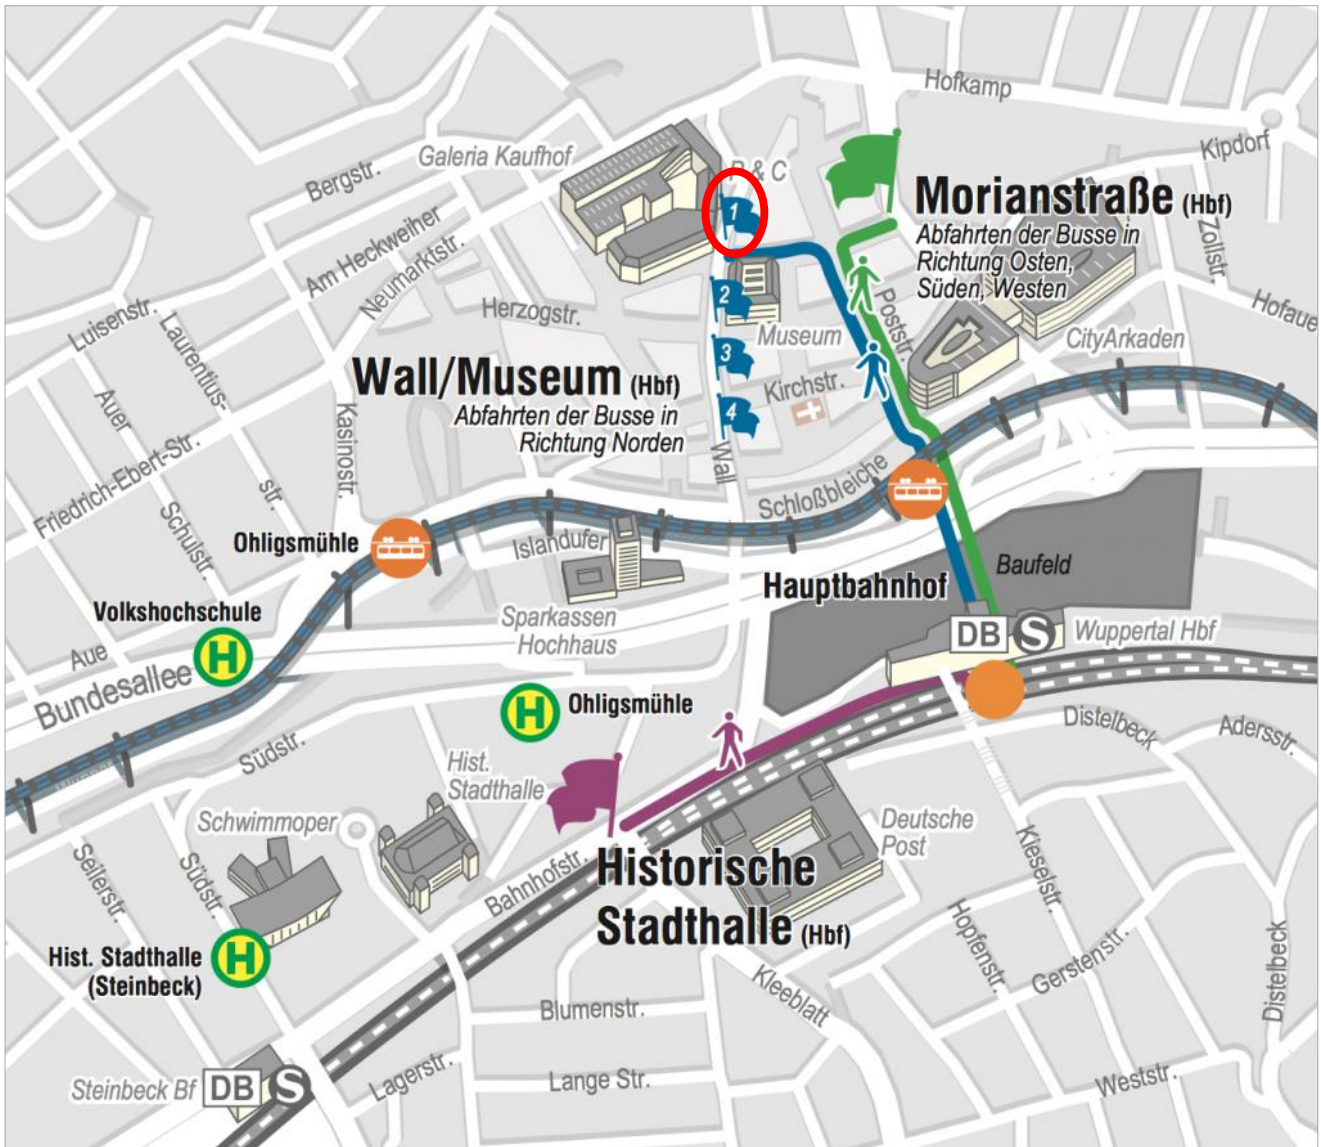 Hofkamp
Kipdorf
Galeria Kaufhof
P & C
Bergstr.
1
Morianstraße (Hbf)
Abfahrten der Busse in
Richtung Osten,
Süden, Westen
Zollstr.
Am Heckweiher
Neumarktstr.
Luisenstr.
Herzogstr.
2
Poststr.
Hofaue
Museum
CityArkaden
Laurentius-
str.
Auer
Schulstr.
3
Wall/Museum (Hbf)
Abfahrten der Busse in
Richtung Norden
Kirchstr.
4
Kasinostr.
Friedrich-Ebert-Str.
Wall
Schloßbleiche
Ohligsmühle
Islandufer
Baufeld
Hauptbahnhof
Volkshochschule
H
Sparkassen
Hochhaus
DB S Wuppertal Hbf
Aue
Bundesallee
H Ohligsmühle
Distelbeck
Adersstr.
Südstr.
Hist.
Stadthalle
Schwimmoper
Deutsche
Post
Kieselstr.
Seilerstr.
Südstr.
Bahnhofstr.
Historische
Stadthalle (Hbf)
Hopfenstr.
Gerstenstr.
Distelbeck
Hist. Stadthalle
(Steinbeck)
H
Kleeblatt
Blumenstr.
Steinbeck Bf DB S
Lagerstr.
Lange Str.
Weststr.